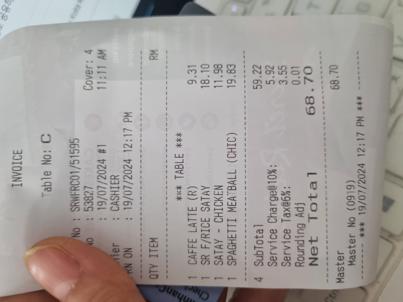 INVOICE
Table No: C
No : SRWFRC01/51595
no : 53827 Cover: 4
: 19/07/2024 #1 11:11 AM
ier : CASHIER
WN ON : 19/07/2024 12:17 PM
QTY ITEM RM
*** TABLE ***
1 CAFFE LATTE (R) 9.31
1 SR F/RICE SATAY 18.10
1 SATAY - CHICKEN 11.98
1 SPAGHETTI MEATBALL (CHIC) 19.83
4 SubTotal 59.22
Service Charge@10%: 5.92
Service Tax@6%: 3.55
Rounding Adj 0.01
Net Total 68.70
Master 68.70
Master No (0919)
*** 19/07/2024 12:17 PM ***